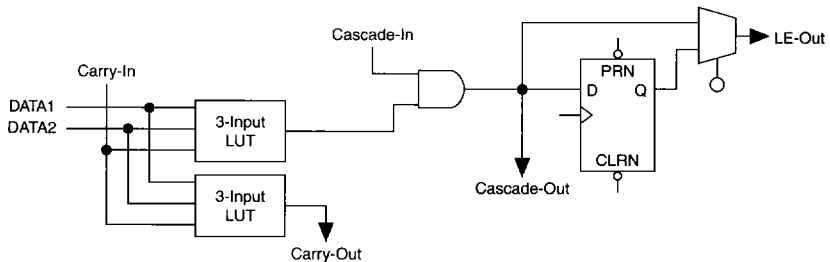 Cascade-In
LE-Out
Carry-In
PRN
D
Q
DATA1
DATA2
3-Input
LUT
CLRN
Cascade-Out
3-Input
LUT
Carry-Out